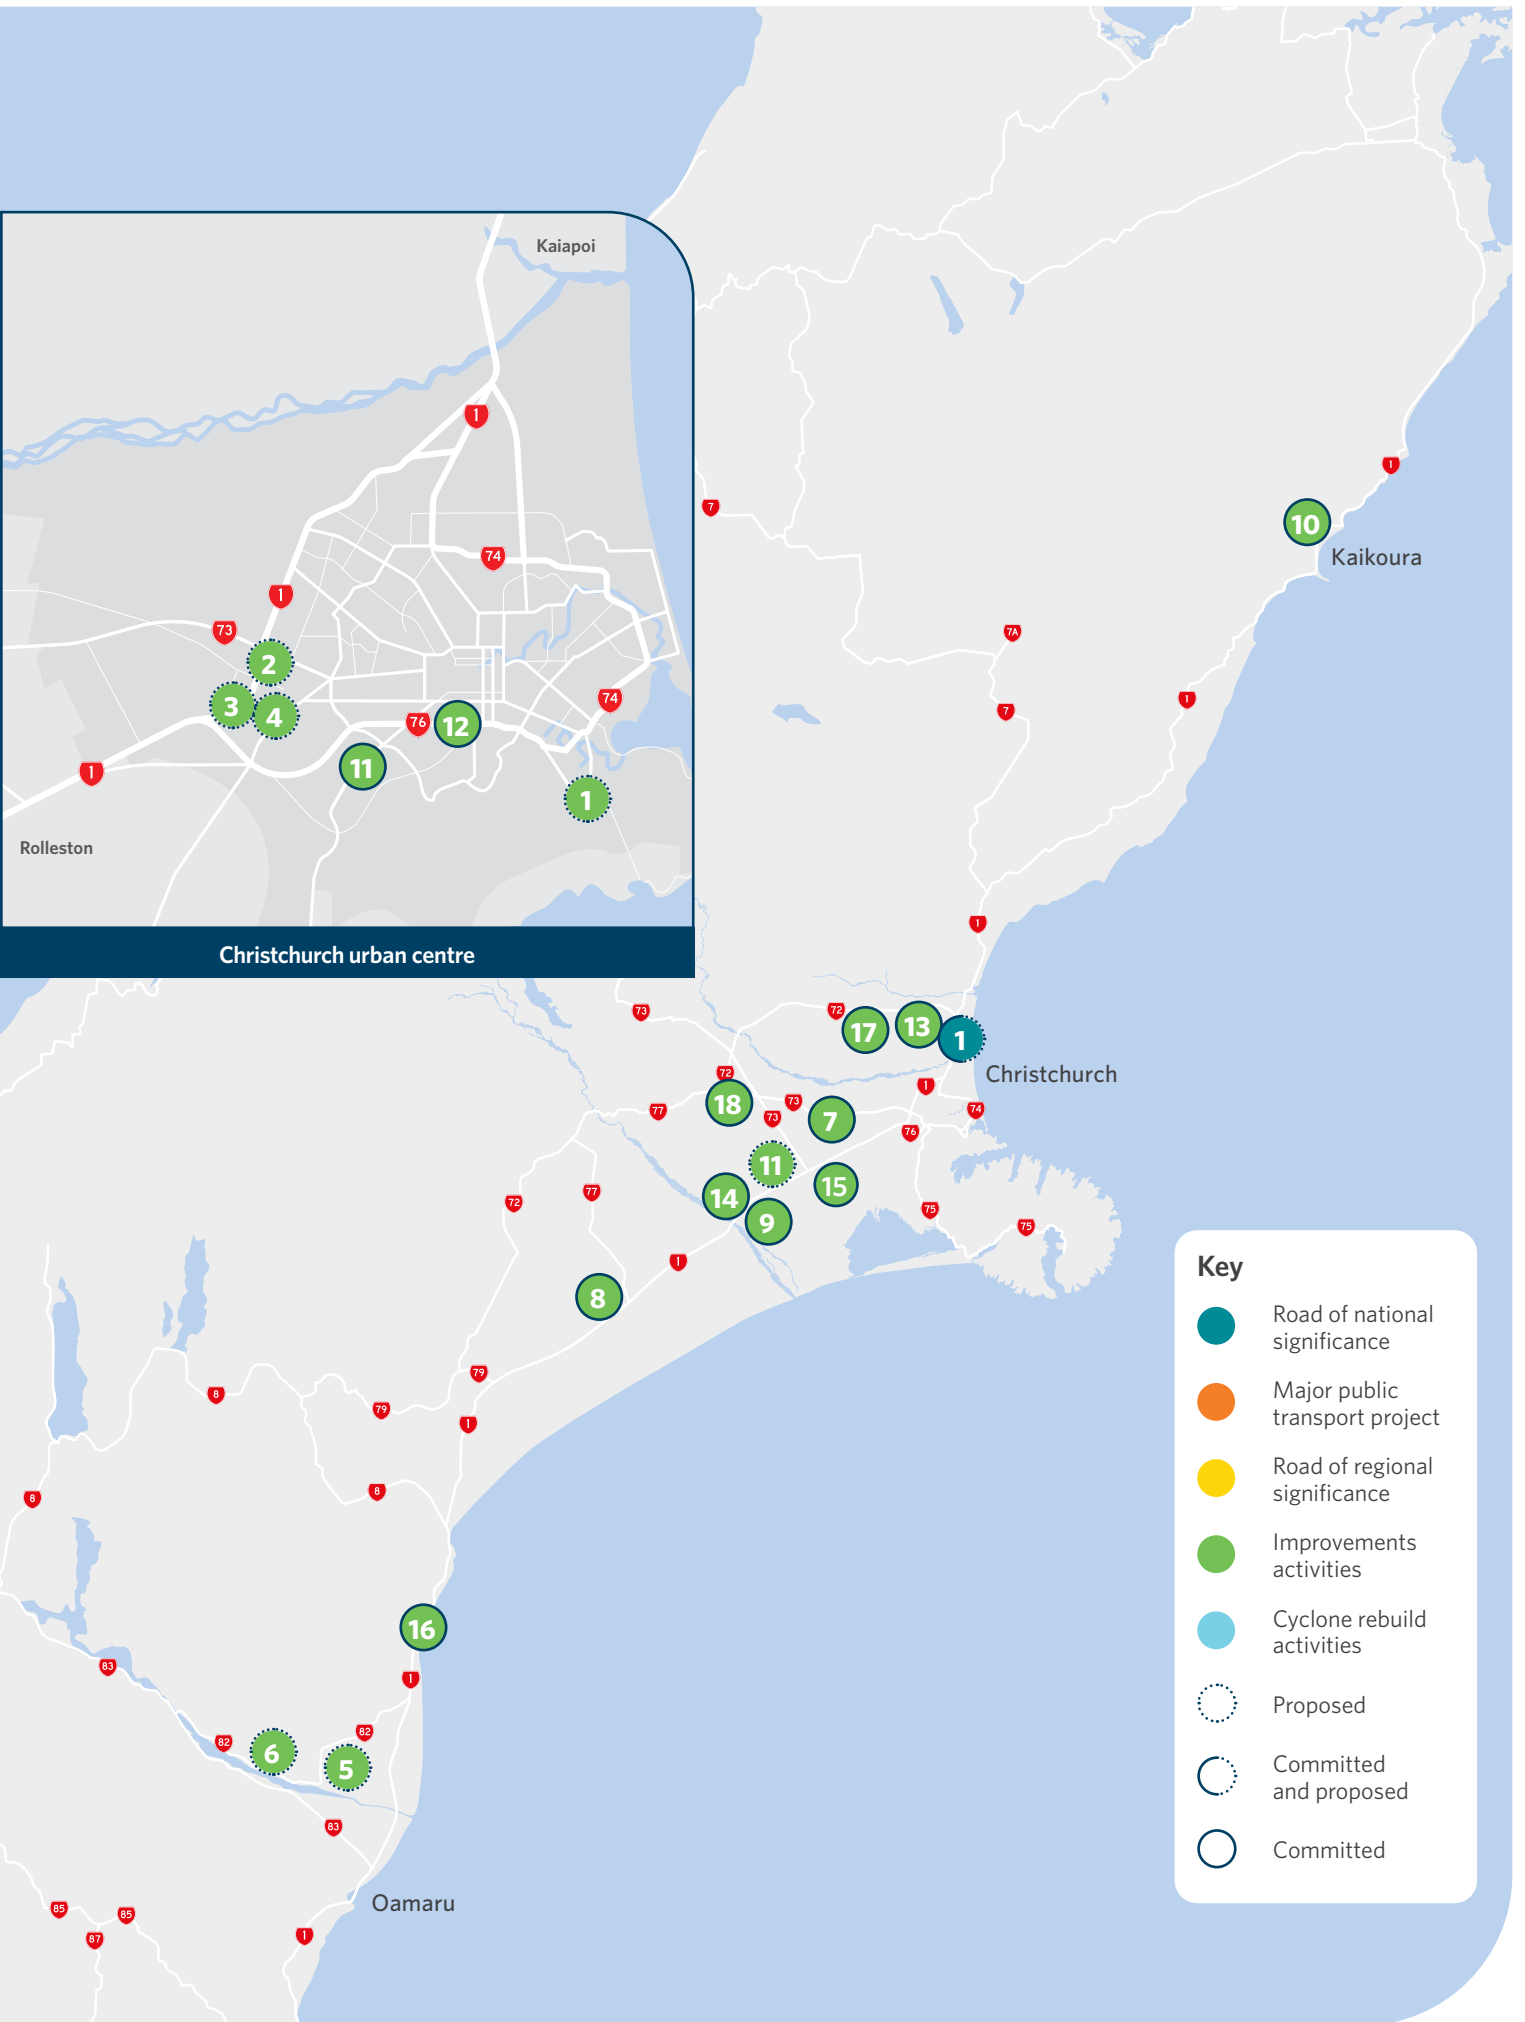 Kaiapoi
1
74
1
73
2
3
4
74
76
12
11
1
1
Rolleston
Christchurch urban centre
1
10
Kaikoura
7
7A
1
7
1
73
72
17
13
1
Christchurch
72
1
18
73
7
74
77
73
76
11
15
14
9
77
72
75
75
1
8
79
8
79
1
8
8
16
83
1
82
82
6
5
83
Oamaru
85
85
87
1
Key
Road of national
significance
Major public
transport project
Road of regional
significance
Improvements
activities
Cyclone rebuild
activities
Proposed
Committed
and proposed
Committed